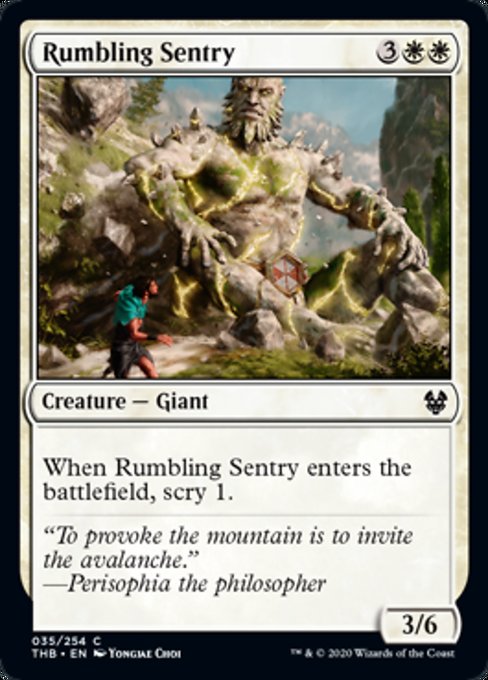 Rumbling Sentry 3
Creature — Giant
When Rumbling Sentry enters the
battlefield, scry 1.
“To provoke the mountain is to invite
the avalanche.”
—Perisophia the philosopher
3/6
035/254 C
THB • EN Yongjae Choi
™ & © 2020 Wizards of the Coast